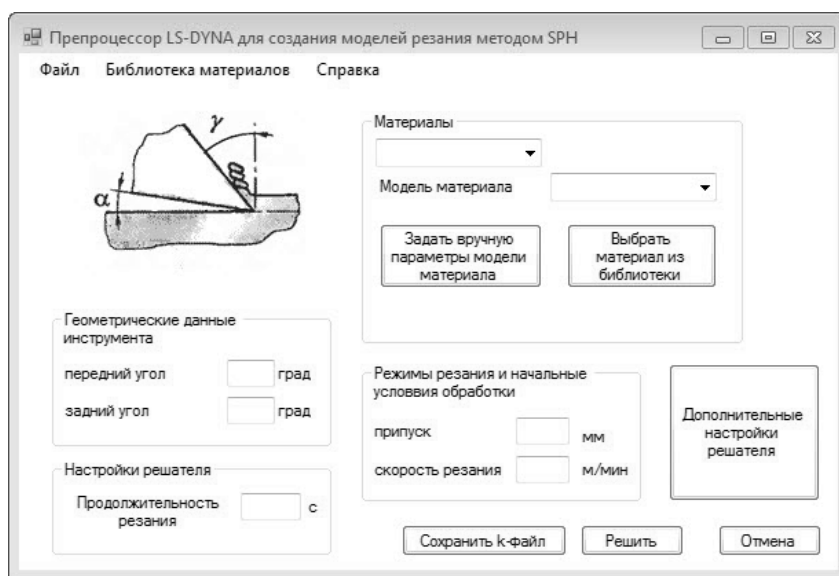 Препроцессор LS-DYNA для создания моделей резания методом SPH
Файл Библиотека материалов Справка
γ
α
Материалы
Модель материала
Задать вручную
параметры модели
материала
Выбрать
материал из
библиотеки
Геометрические данные
инструмента
передний угол град
задний угол град
Режимы резания и начальные
условвия обработки
припуск мм
скорость резания м/мин
Дополнительные
настройки
решателя
Настройки решателя
Продолжительность
резания
с
Сохранить k-файл Решить Отмена